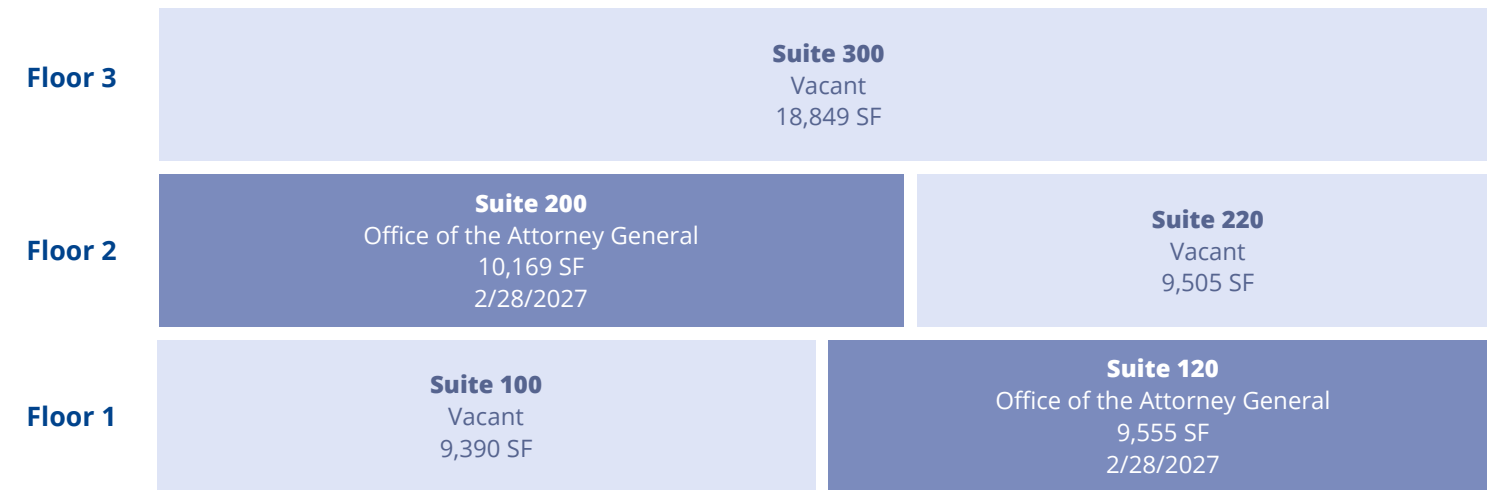 Floor 3
Suite 300
Vacant
18,849 SF
Floor 2
Suite 200
Office of the Attorney General
10,169 SF
2/28/2027
Suite 220
Vacant
9,505 SF
Floor 1
Suite 100
Vacant
9,390 SF
Suite 120
Office of the Attorney General
9,555 SF
2/28/2027